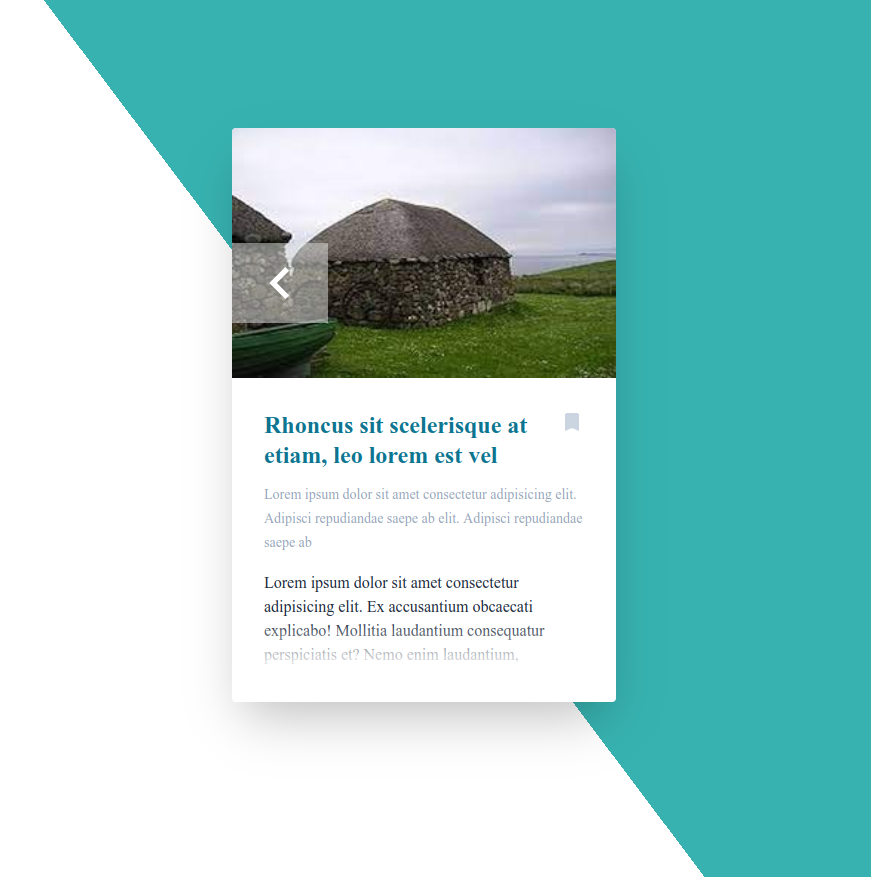 Rhoncus sit scelerisque at
etiam, leo lorem est vel
Lorem ipsum dolor sit amet consectetur adipisicing elit.
Adipisci repudiandae saepe ab elit. Adipisci repudiandae
saepe ab
Lorem ipsum dolor sit amet consectetur
adipisicing elit. Ex accusantium obcaecati
explicabo! Mollitia laudantium consequatur
perspiciatis et? Nemo enim laudantium,